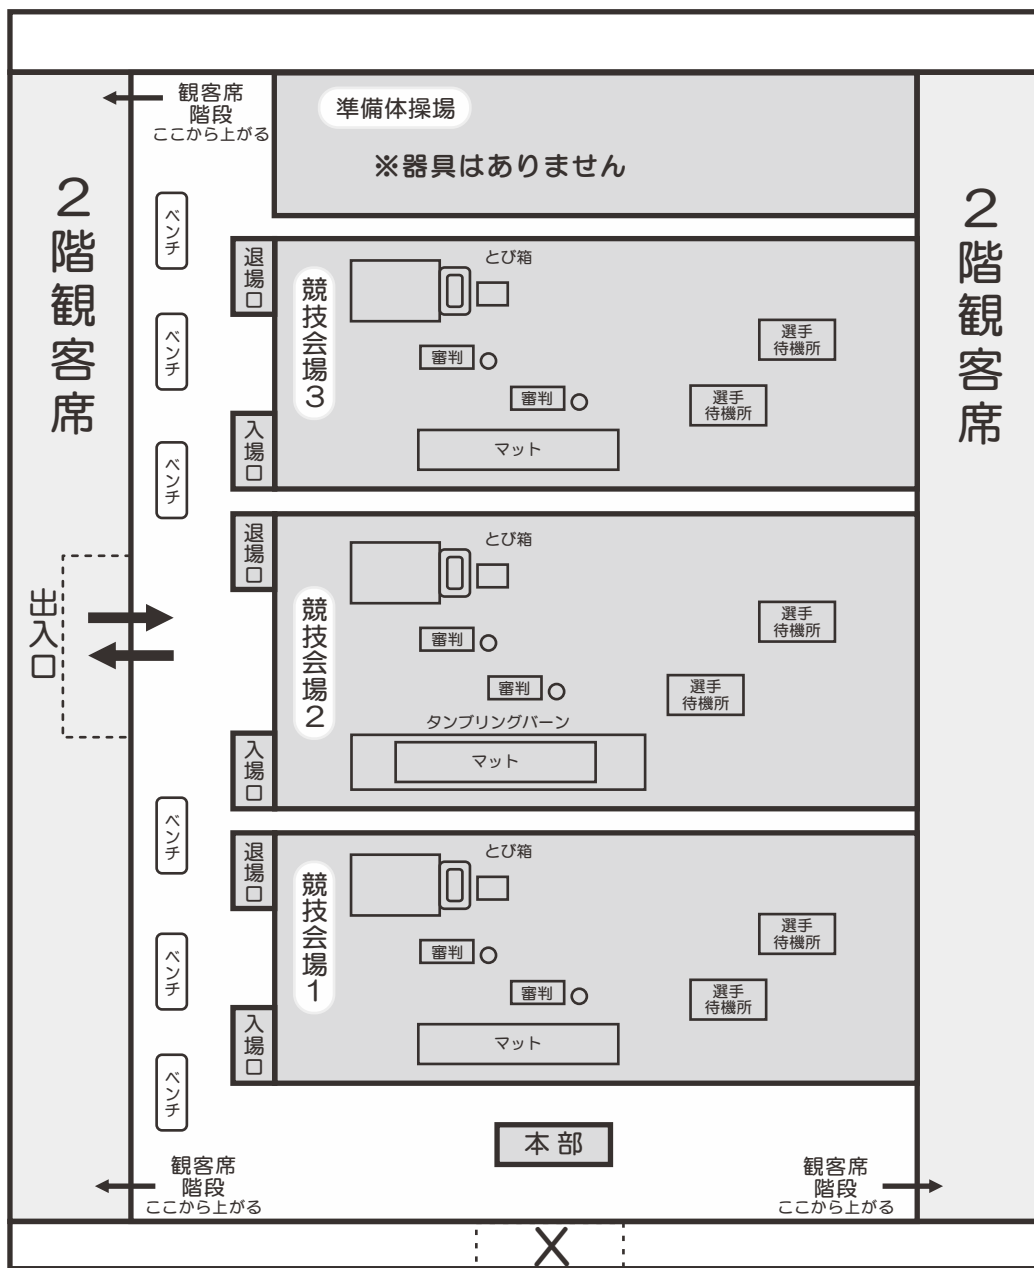 観客席
階段
ここから上がる
準備体操場
※器具はありません
2階観客席
2階観客席
ベンチ
ベンチ
ベンチ
退場口
競技会場3
とび箱
審判
審判
選手
待機所
選手
待機所
入場口
マット
出入口
退場口
競技会場2
とび箱
審判
審判
選手
待機所
選手
待機所
タンブリングバーン
マット
入場口
ベンチ
ベンチ
ベンチ
退場口
競技会場1
とび箱
審判
審判
選手
待機所
選手
待機所
入場口
マット
本部
観客席
階段
ここから上がる
観客席
階段
ここから上がる
X